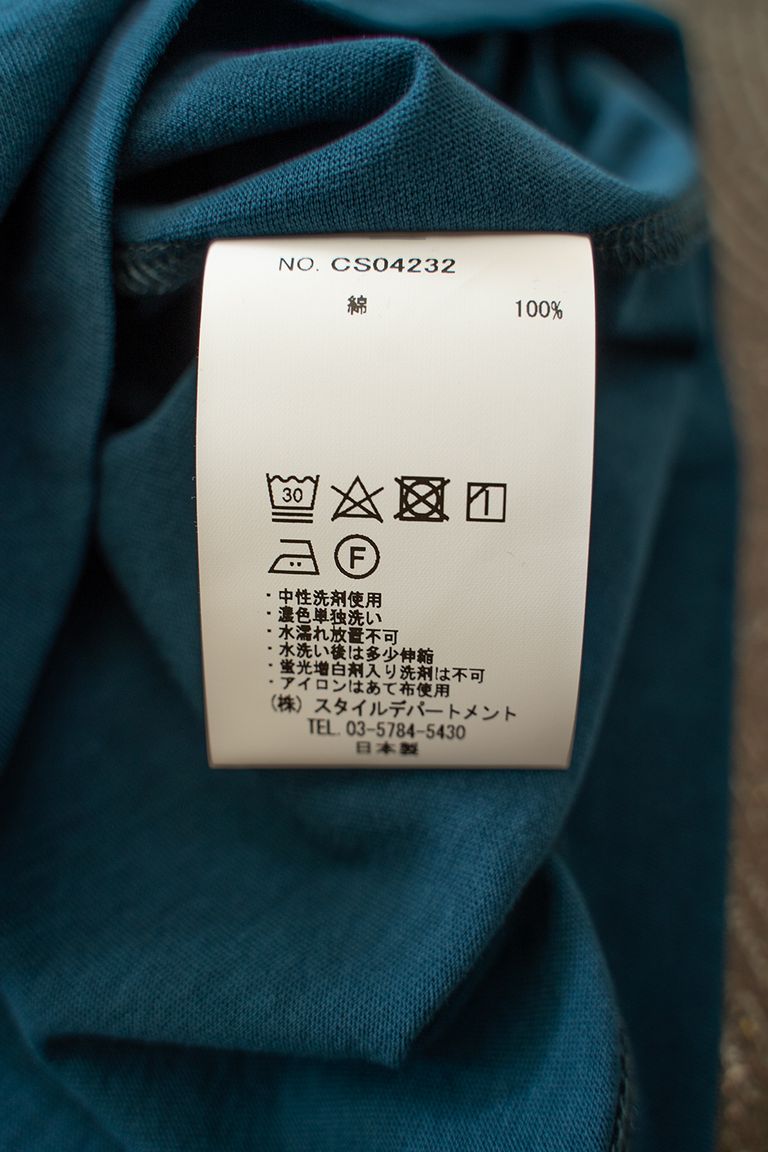 NO. CS04232
綿 100%
30
F
・中性洗剤使用
・濃色単独洗い
・水濡れ放置不可
・水洗い後は多少伸縮
・蛍光増白剤入り洗剤は不可
・アイロンはあて布使用
(株) スタイルデパートメント
TEL. 03-5784-5430
日本製